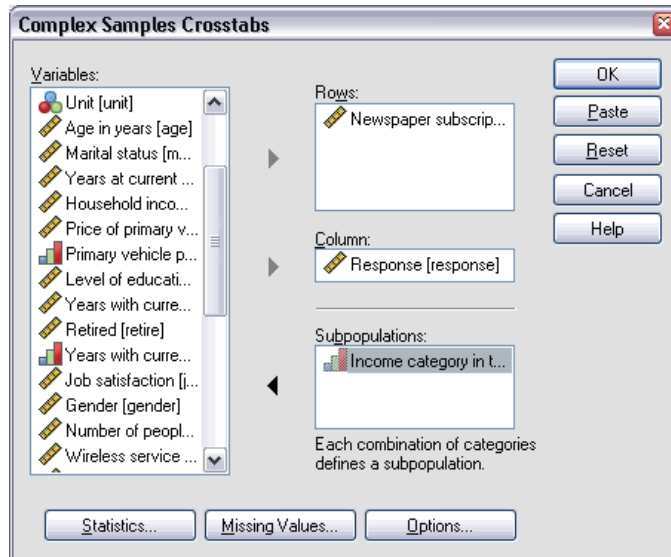 Complex Samples Crosstabs
Variables:
Unit [unit]
Age in years [age]
Marital status [m...
Years at current ...
Household inco...
Price of primary v...
Primary vehicle p...
Level of educati...
Years with curre...
Retired [retire]
Years with curre...
Job satisfaction [j...
Gender [gender]
Number of peopl...
Wireless service ...
Rows:
Newspaper subscrip...
Column:
Response [response]
Subpopulations:
Income category in t...
Each combination of categories
defines a subpopulation.
OK
Paste
Reset
Cancel
Help
Statistics...
Missing Values...
Options...